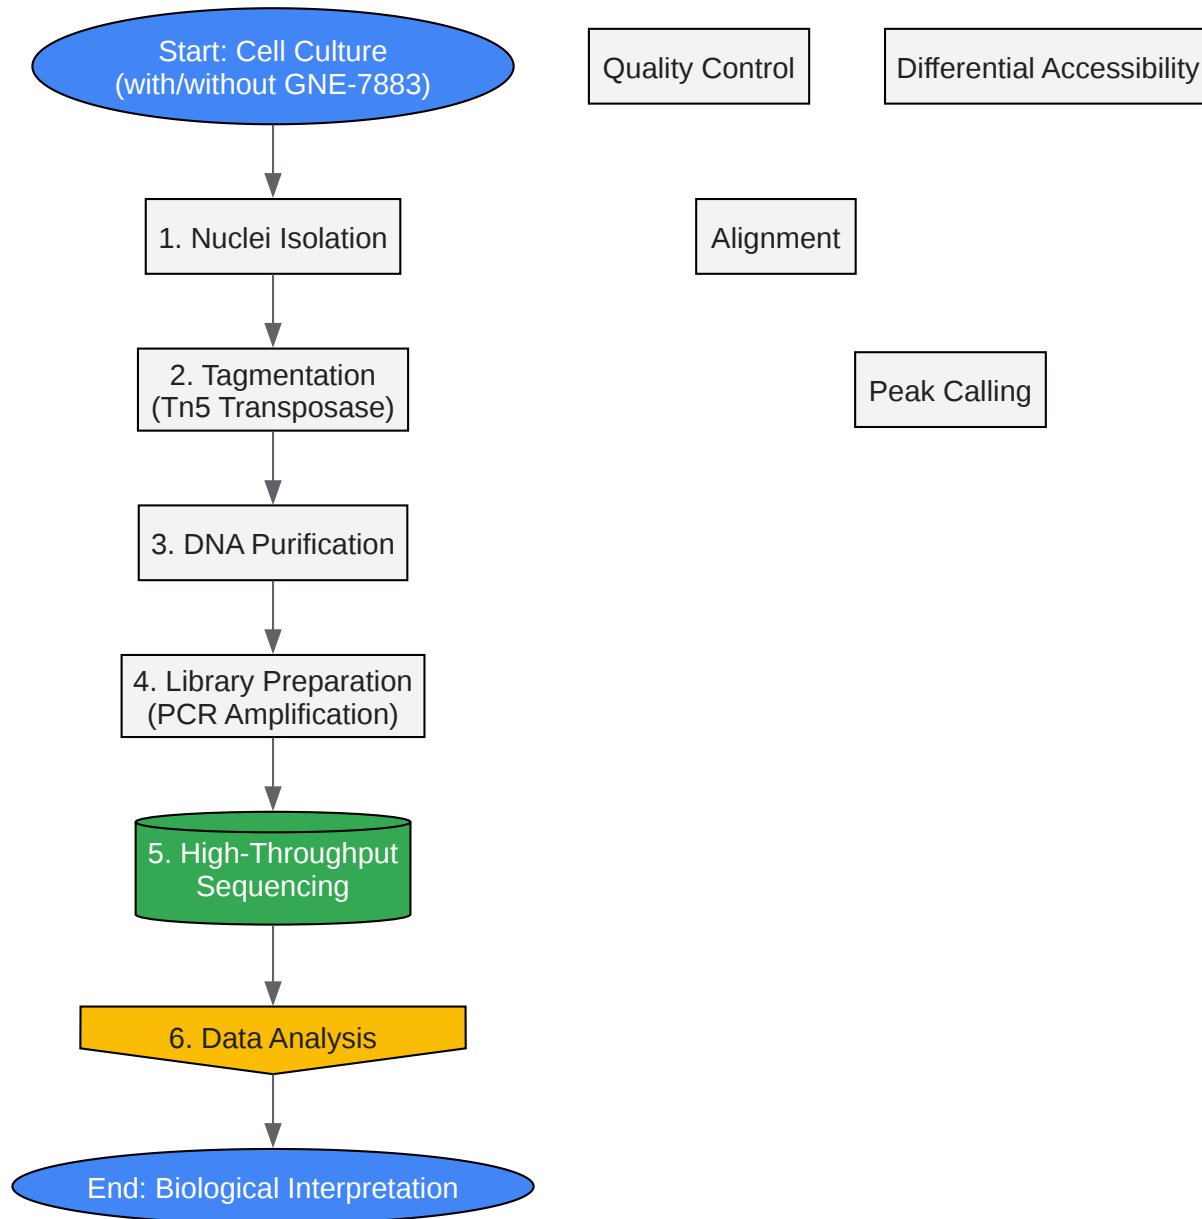 Start: Cell Culture
(with/without GNE-7883)
1. Nuclei Isolation
2. Tagmentation
(Tn5 Transposase)
3. DNA Purification
4. Library Preparation
(PCR Amplification)
5. High-Throughput
Sequencing
6. Data Analysis
End: Biological Interpretation
Quality Control
Alignment
Peak Calling
Differential Accessibility